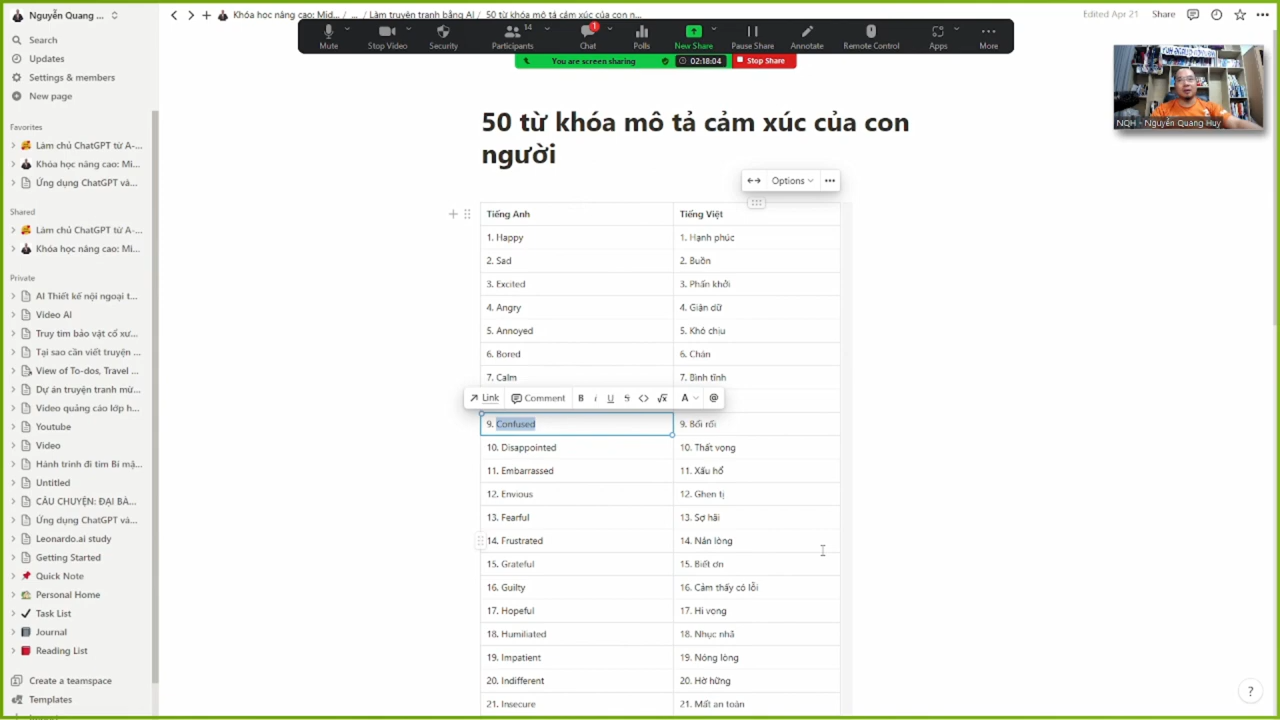 Nguyễn Quang ...
Search
Updates
Settings & members
New page
Favorites
Làm chủ ChatGPT từ A-...
Khóa học nâng cao: Mi...
Ứng dụng ChatGPT và...
Shared
Làm chủ ChatGPT từ A-...
Khóa học nâng cao: Mi...
Private
AI Thiết kế nội ngoại t...
Video AI
Truy tìm bảo vật cổ xư...
Tại sao cần viết truyện ...
View of To-dos, Travel ...
Dự án truyện tranh mừ...
Video quảng cáo lớp h...
Youtube
Video
Hành trình đi tìm Bí mậ...
Untitled
CÂU CHUYỆN: ĐẠI BÀ...
Ứng dụng ChatGPT và...
Leonardo.ai study
Getting Started
Quick Note
Personal Home
Task List
Journal
Reading List
Create a teamspace
Templates
Khóa học nâng cao: Mid... / ... / Làm truyện tranh bằng AI / 50 từ khóa mô tả cảm xúc của con n...
Edited Apr 21 Share
Mute Stop Video Security Participants 14 Chat 1 Polls New Share Pause Share Annotate Remote Control Apps More
You are screen sharing 02:18:04 Stop Share
NQH - Nguyễn Quang Huy
50 từ khóa mô tả cảm xúc của con
người
Options
Tiếng Anh Tiếng Việt
1. Happy 1. Hạnh phúc
2. Sad 2. Buồn
3. Excited 3. Phấn khởi
4. Angry 4. Giận dữ
5. Annoyed 5. Khó chịu
6. Bored 6. Chán
7. Calm 7. Bình tĩnh
Link Comment B i U S <> √x A @
9. Confused 9. Bối rối
10. Disappointed 10. Thất vọng
11. Embarrassed 11. Xấu hổ
12. Envious 12. Ghen tị
13. Fearful 13. Sợ hãi
14. Frustrated 14. Nản lòng
15. Grateful 15. Biết ơn
16. Guilty 16. Cảm thấy có lỗi
17. Hopeful 17. Hi vọng
18. Humiliated 18. Nhục nhã
19. Impatient 19. Nóng lòng
20. Indifferent 20. Hờ hững
21. Insecure 21. Mất an toàn
?